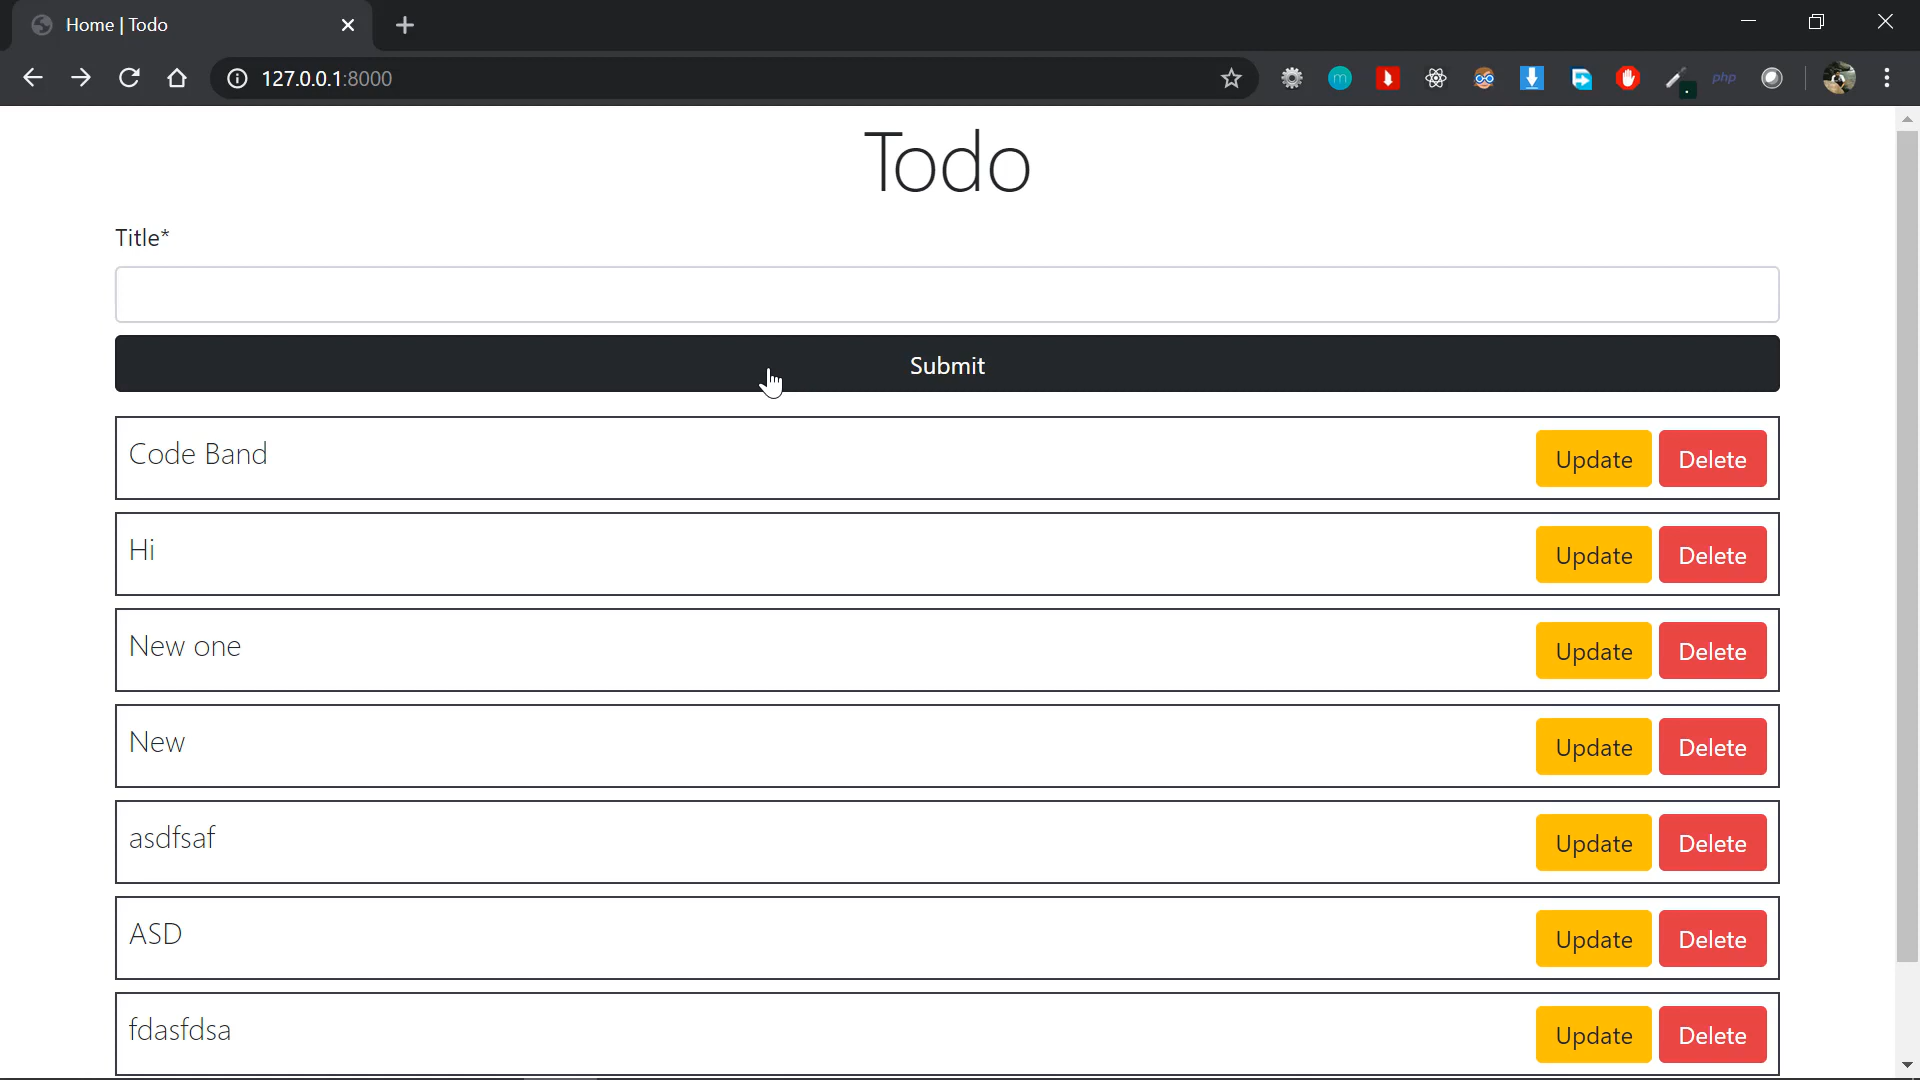 Home | Todo
127.0.0.1:8000
m
php
Todo
Title*
Submit
Code Band
Update
Delete
Hi
Update
Delete
New one
Update
Delete
New
Update
Delete
asdfsaf
Update
Delete
ASD
Update
Delete
fdasfdsa
Update
Delete